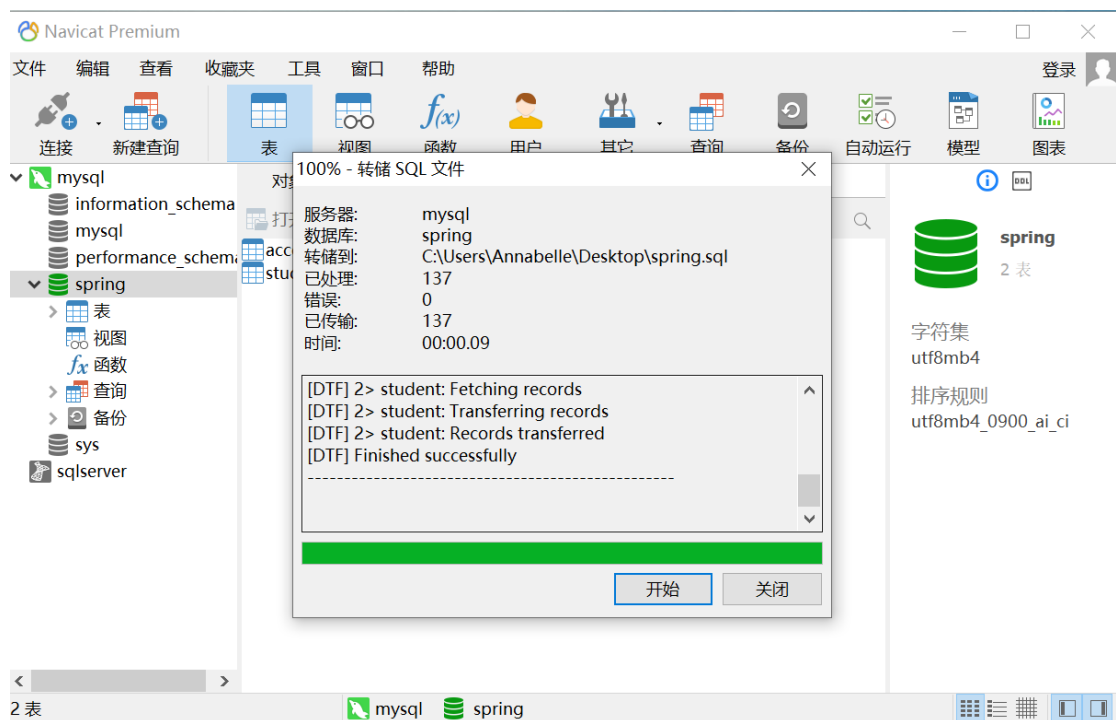 Navicat Premium
文件 编辑 查看 收藏夹 工具 窗口 帮助 登录
连接 新建查询 表 视图 函数 用户 其它 查询 备份 自动运行 模型 图表
mysql
information_schema
mysql
performance_schema
spring
表
视图
函数
查询
备份
sys
sqlserver
acc
stu
100% - 转储 SQL 文件
服务器: mysql
数据库: spring
转储到: C:\Users\Annabelle\Desktop\spring.sql
已处理: 137
错误: 0
已传输: 137
时间: 00:00.09
[DTF] 2> student: Fetching records
[DTF] 2> student: Transferring records
[DTF] 2> student: Records transferred
[DTF] Finished successfully
--------------------------------------------------
开始 关闭
DDL
spring
2 表
字符集
utf8mb4
排序规则
utf8mb4_0900_ai_ci
2 表 mysql spring